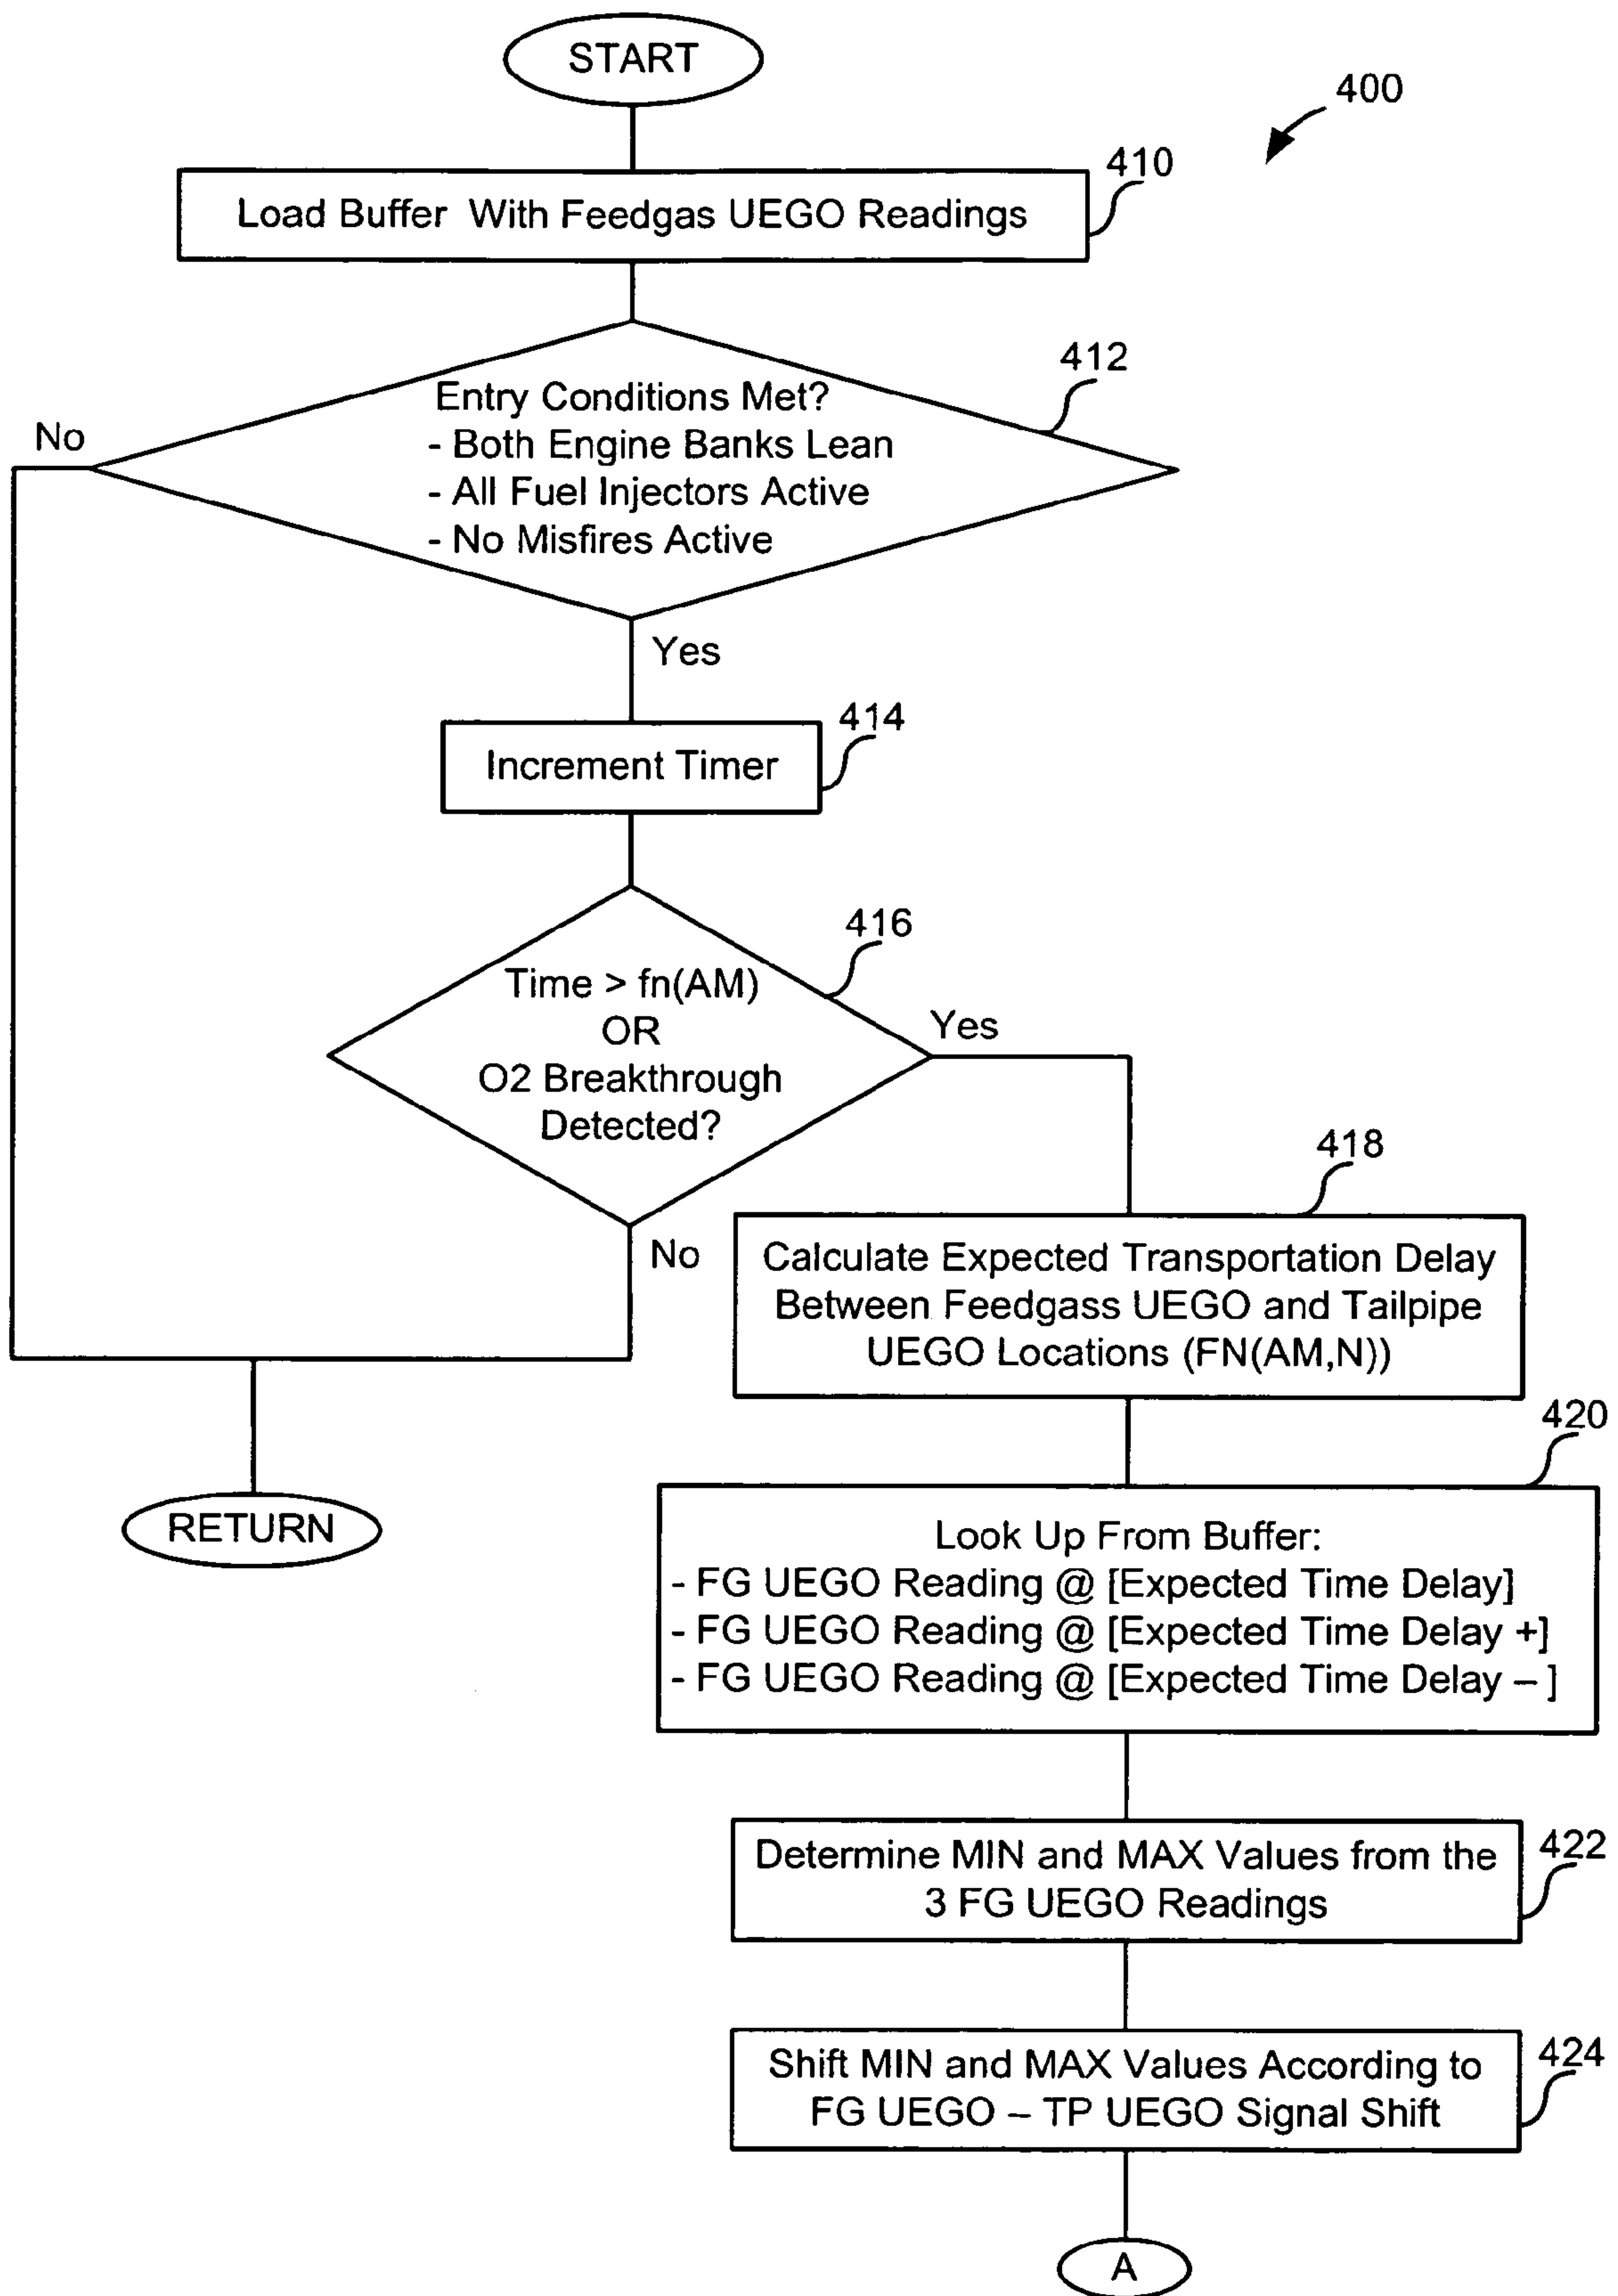 START
400
410
Load Buffer With Feedgas UEGO Readings
412
Entry Conditions Met?
- Both Engine Banks Lean
- All Fuel Injectors Active
- No Misfires Active
No
Yes
414
Increment Timer
416
Time > fn(AM)
OR
O2 Breakthrough
Detected?
Yes
No
418
Calculate Expected Transportation Delay
Between Feedgass UEGO and Tailpipe
UEGO Locations (FN(AM,N))
RETURN
420
Look Up From Buffer:
- FG UEGO Reading @ [Expected Time Delay]
- FG UEGO Reading @ [Expected Time Delay +]
- FG UEGO Reading @ [Expected Time Delay – ]
422
Determine MIN and MAX Values from the
3 FG UEGO Readings
424
Shift MIN and MAX Values According to
FG UEGO – TP UEGO Signal Shift
A